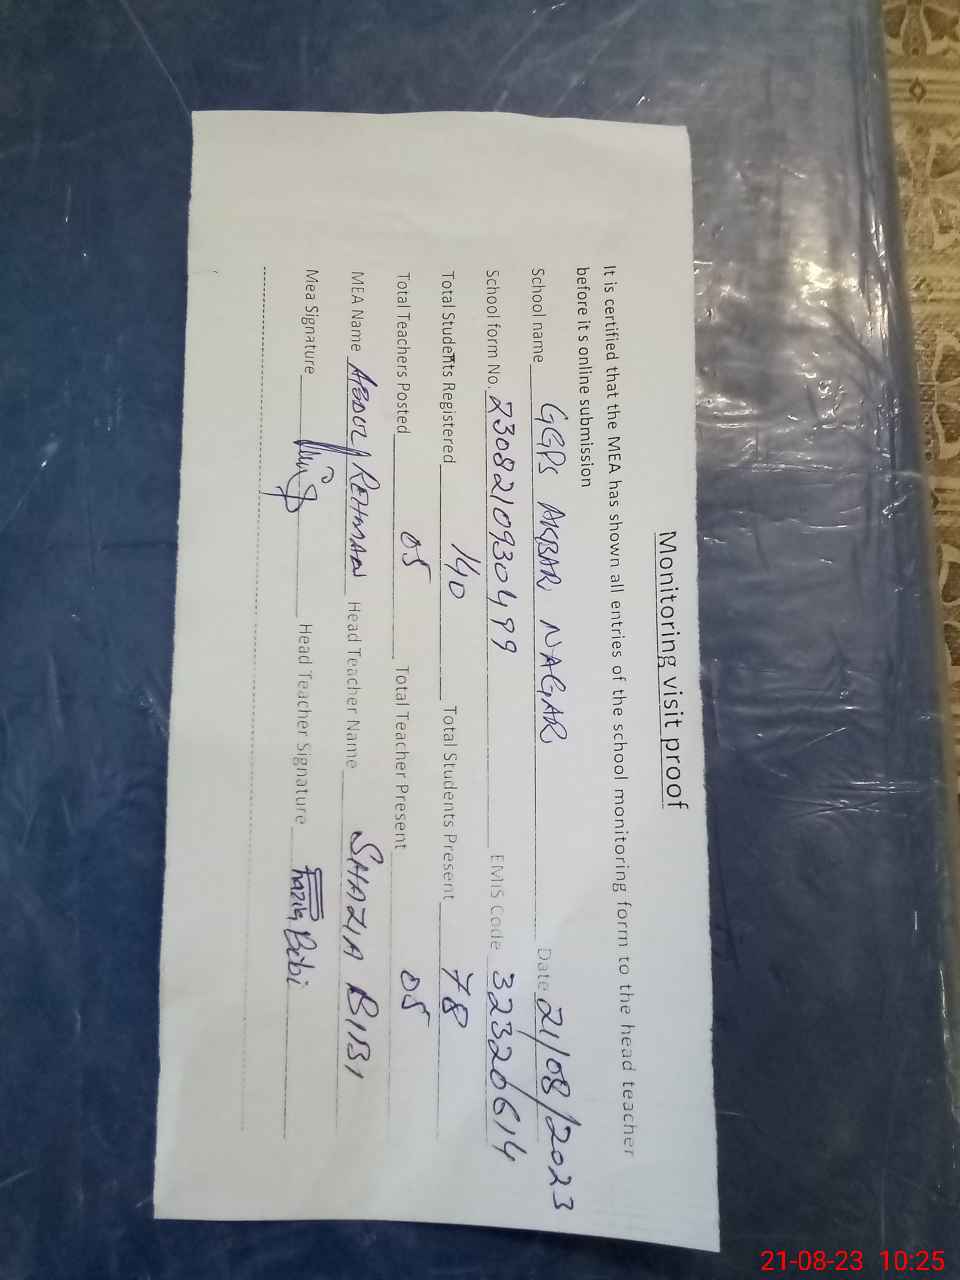 Monitoring visit proof
It is certified that the MEA has shown all entries of the school monitoring form to the head teacher
before it s online submission
School name GGPS AKBAR NAGAR Date 21/08/2023
School form No. 2308210930499 EMIS Code 32320614
Total Students Registered 140 Total Students Present 78
Total Teachers Posted 05 Total Teacher Present 05
MEA Name ABDUL REHMAN Head Teacher Name SHAZIA BIBI
Mea Signature Head Teacher Signature Shazia Bibi
21-08-23 10:25